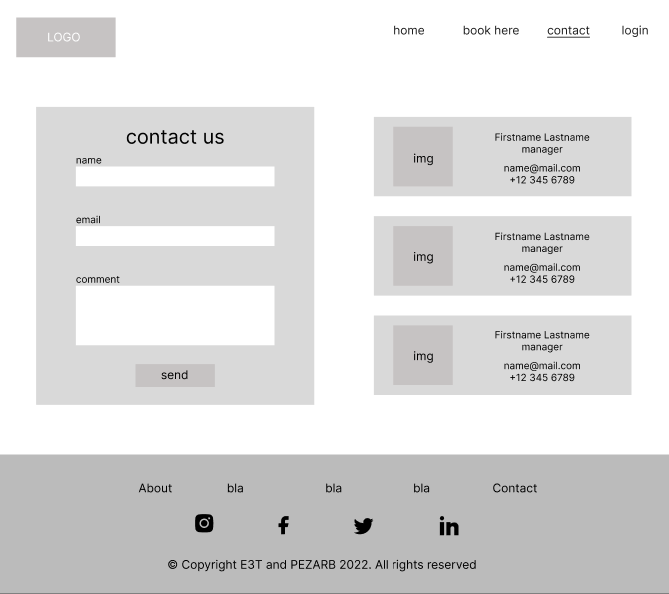 LOGO
home book here contact login
contact us
name
email
comment
send
img
Firstname Lastname
manager
name@mail.com
+12 345 6789
img
Firstname Lastname
manager
name@mail.com
+12 345 6789
img
Firstname Lastname
manager
name@mail.com
+12 345 6789
About bla bla bla Contact
© Copyright E3T and PEZARB 2022. All rights reserved